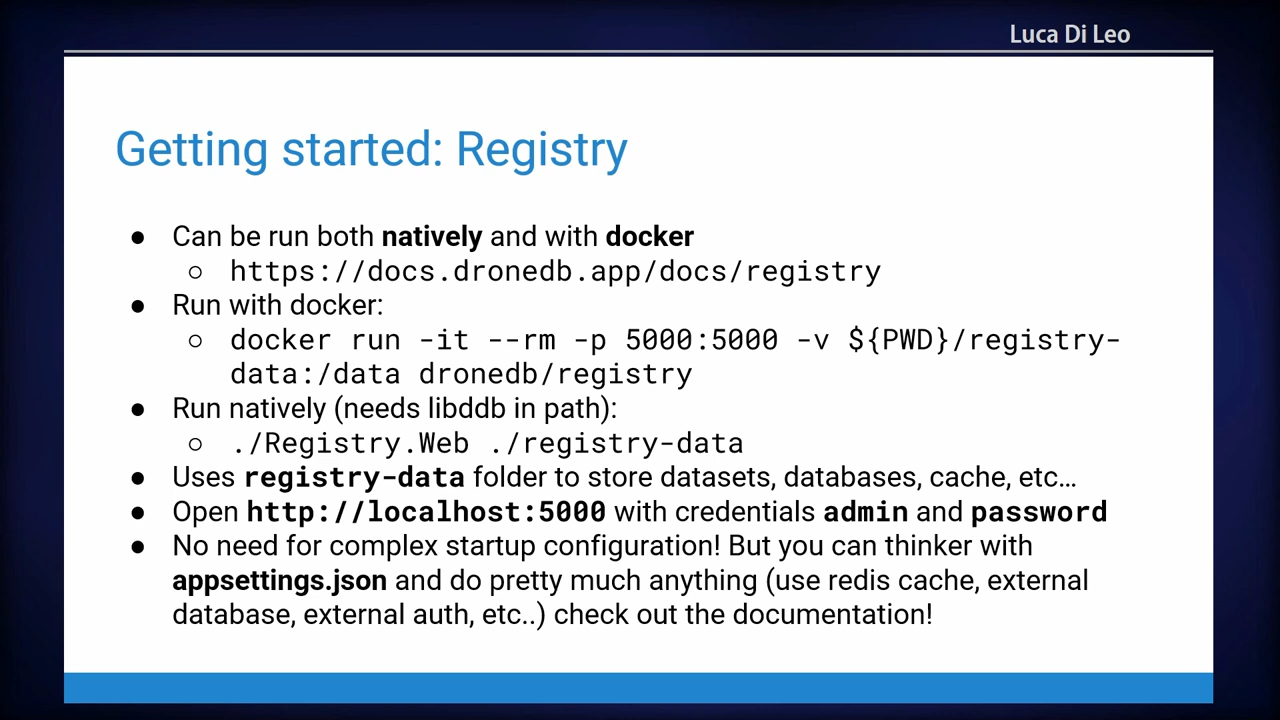 Luca Di Leo
Getting started: Registry
● Can be run both natively and with docker
○ https://docs.dronedb.app/docs/registry
● Run with docker:
○ docker run -it --rm -p 5000:5000 -v ${PWD}/registry-
data:/data dronedb/registry
● Run natively (needs libddb in path):
○ ./Registry.Web ./registry-data
● Uses registry-data folder to store datasets, databases, cache, etc…
● Open http://localhost:5000 with credentials admin and password
● No need for complex startup configuration! But you can thinker with
appsettings.json and do pretty much anything (use redis cache, external
database, external auth, etc..) check out the documentation!